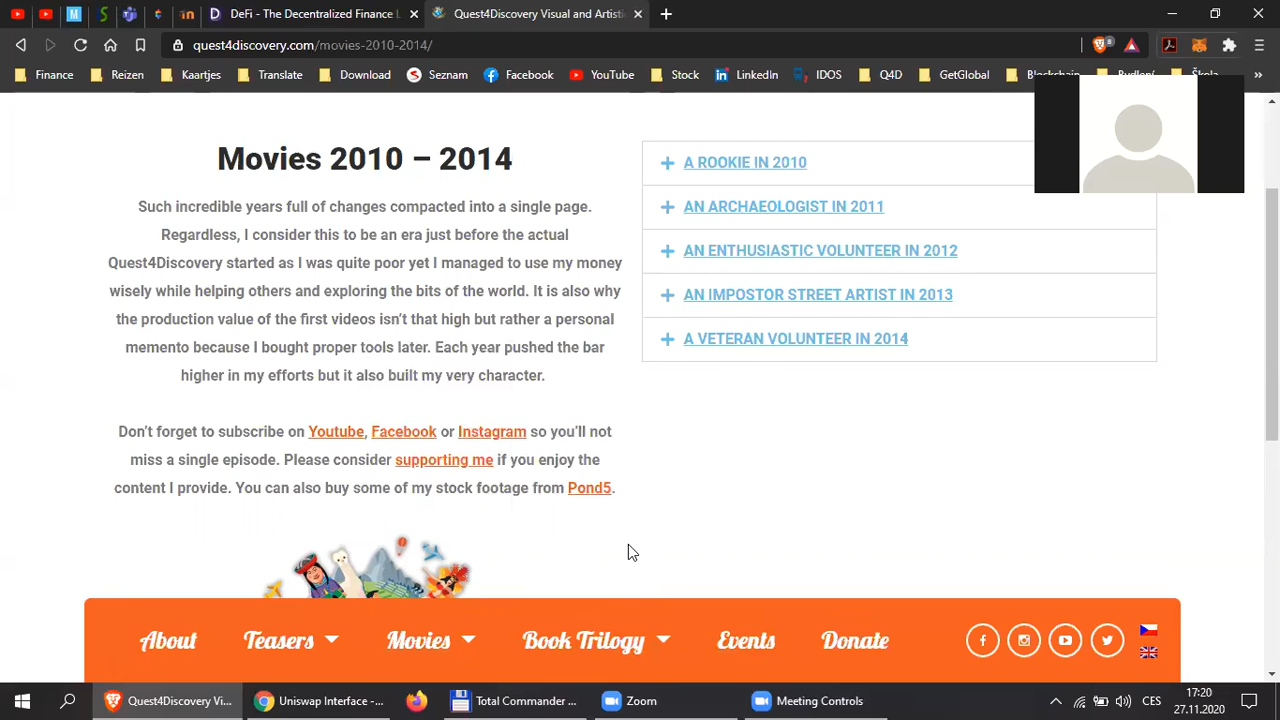 DeFi - The Decentralized Finance L
Quest4Discovery Visual and Artistic
quest4discovery.com/movies-2010-2014/
Finance Reizen Kaartjes Translate Download Seznam Facebook YouTube Stock LinkedIn IDOS Q4D GetGlobal Blockchain Bydlení Škola
Movies 2010 – 2014
Such incredible years full of changes compacted into a single page.
Regardless, I consider this to be an era just before the actual
Quest4Discovery started as I was quite poor yet I managed to use my money
wisely while helping others and exploring the bits of the world. It is also why
the production value of the first videos isn't that high but rather a personal
memento because I bought proper tools later. Each year pushed the bar
higher in my efforts but it also built my very character.
Don't forget to subscribe on Youtube, Facebook or Instagram so you'll not
miss a single episode. Please consider supporting me if you enjoy the
content I provide. You can also buy some of my stock footage from Pond5.
A ROOKIE IN 2010
AN ARCHAEOLOGIST IN 2011
AN ENTHUSIASTIC VOLUNTEER IN 2012
AN IMPOSTOR STREET ARTIST IN 2013
A VETERAN VOLUNTEER IN 2014
About Teasers Movies Book Trilogy Events Donate
Quest4Discovery Vi... Uniswap Interface - ... Total Commander ... Zoom Meeting Controls CES
17:20
27.11.2020